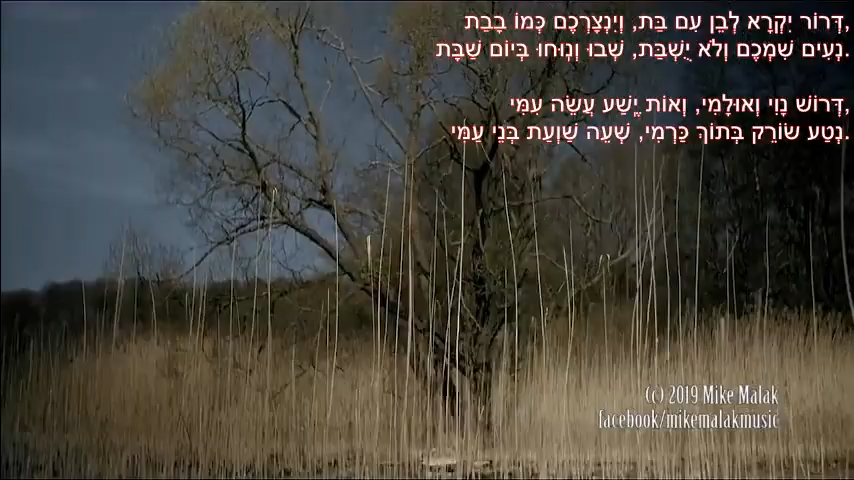 דְּרוֹר יִקְרָא לְבֵן עִם בַּת, וְיִנְצָרְכֶם כְּמוֹ בָבַת,
נְעִים שִׁמְכֶם וְלֹא יֻשְׁבַּת, שְׁבוּ וְנוּחוּ בְּיוֹם שַׁבָּת.
דְּרוֹשׁ נָוִי וְאוּלָמִי, וְאוֹת יֶשַׁע עֲשֵׂה עִמִּי,
נְטַע שׂוֹרֵק בְּתוֹךְ כַּרְמִי, שְׁעֵה שַׁוְעַת בְּנֵי עַמִּי.
(c) 2019 Mike Malak
facebook/mikemalakmusic